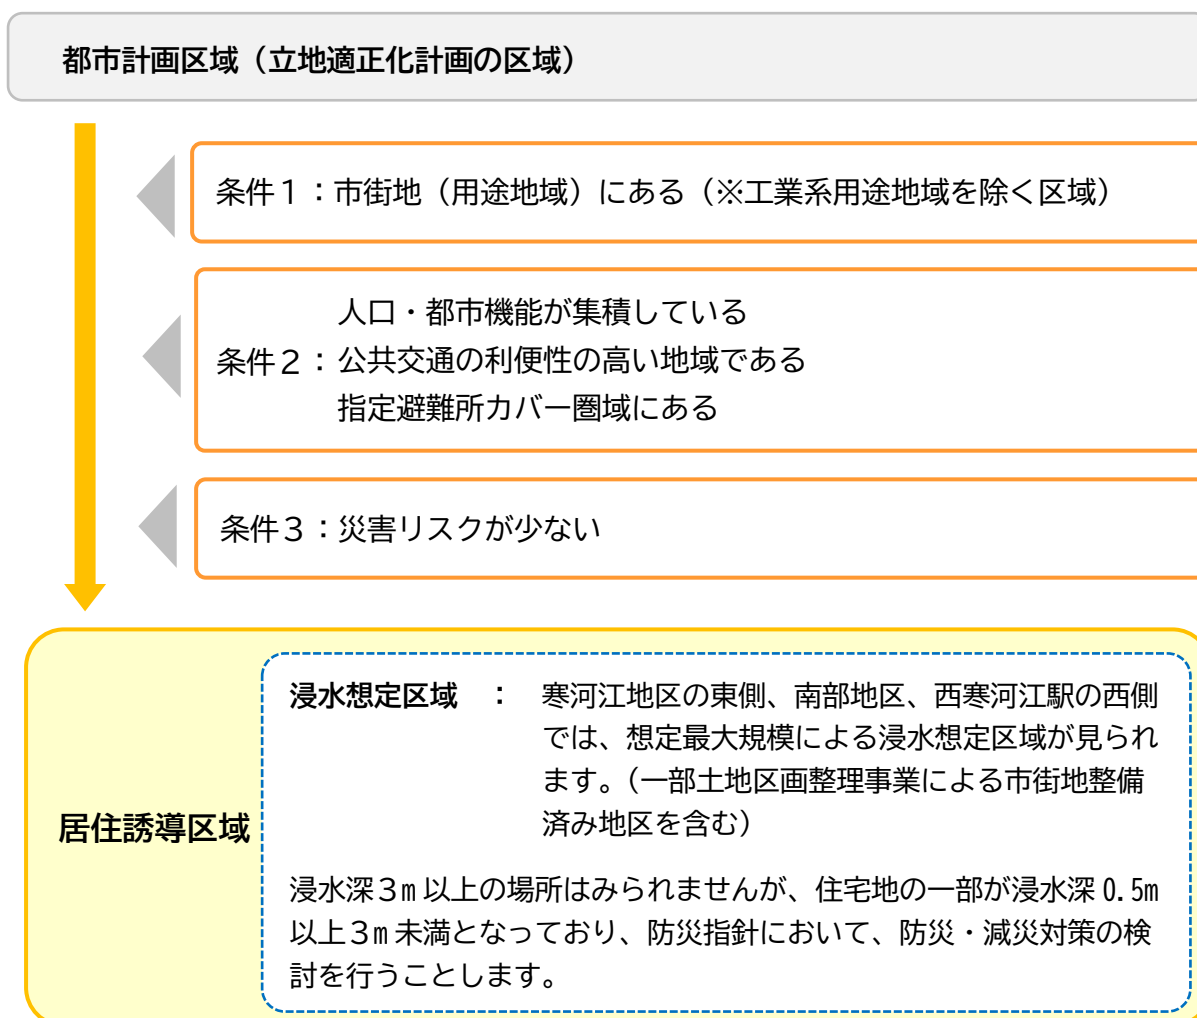 都市計画区域（立地適正化計画の区域）
条件１：市街地（用途地域）にある（※工業系用途地域を除く区域）
人口・都市機能が集積している
条件２：公共交通の利便性の高い地域である
指定避難所カバー圏域にある
条件３：災害リスクが少ない
居住誘導区域
浸水想定区域　：　寒河江地区の東側、南部地区、西寒河江駅の西側
では、想定最大規模による浸水想定区域が見られ
ます。（一部土地区画整理事業による市街地整備
済み地区を含む）
浸水深３m 以上の場所はみられませんが、住宅地の一部が浸水深 0.5m
以上３m 未満となっており、防災指針において、防災・減災対策の検
討を行うことします。